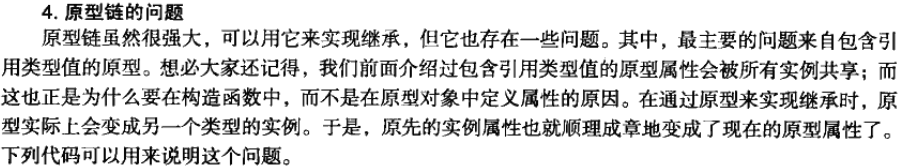 4. 原型链的问题
原型链虽然很强大，可以用它来实现继承，但它也存在一些问题。其中，最主要的问题来自包含引
用类型值的原型。想必大家还记得，我们前面介绍过包含引用类型值的原型属性会被所有实例共享；而
这也正是为什么要在构造函数中，而不是在原型对象中定义属性的原因。在通过原型来实现继承时，原
型实际上会变成另一个类型的实例。于是，原先的实例属性也就顺理成章地变成了现在的原型属性了。
下列代码可以用来说明这个问题。